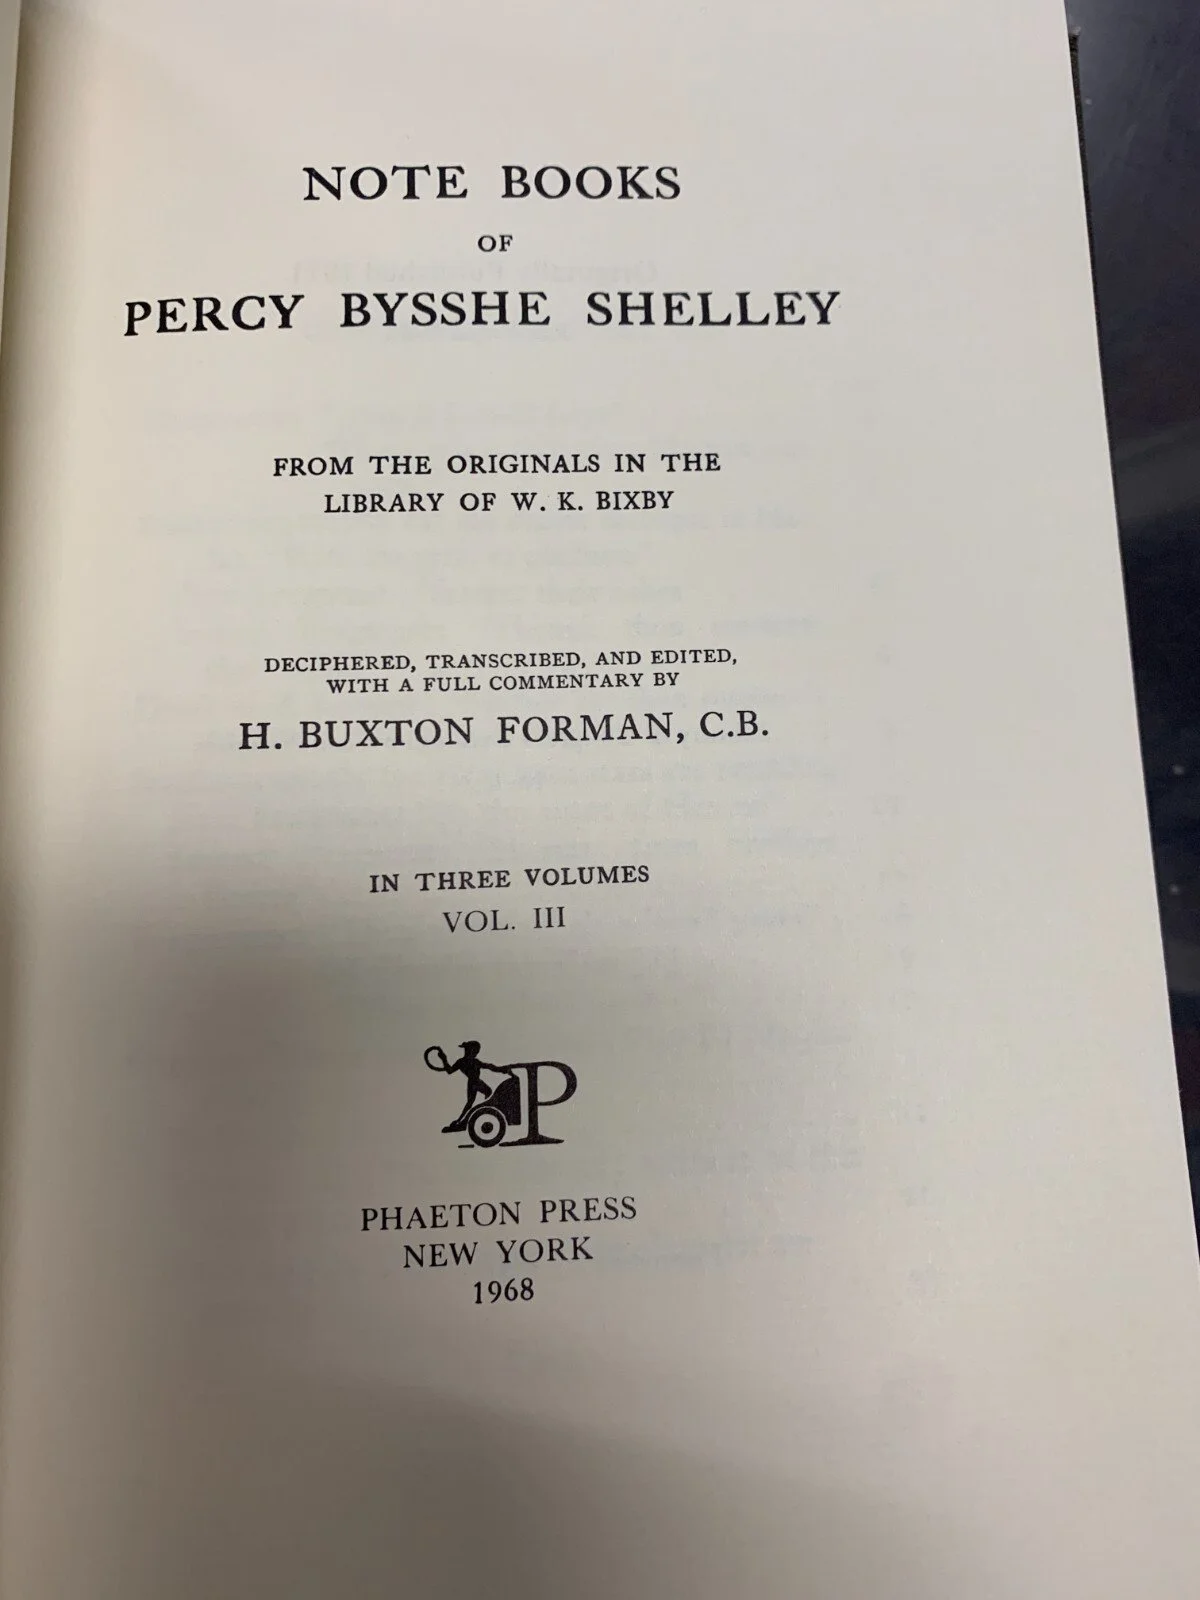 NOTE BOOKS
OF
PERCY BYSSHE SHELLEY
FROM THE ORIGINALS IN THE
LIBRARY OF W. K. BIXBY
DECIPHERED, TRANSCRIBED, AND EDITED,
WITH A FULL COMMENTARY BY
H. BUXTON FORMAN, C.B.
IN THREE VOLUMES
VOL. III
P
PHAETON PRESS
NEW YORK
1968